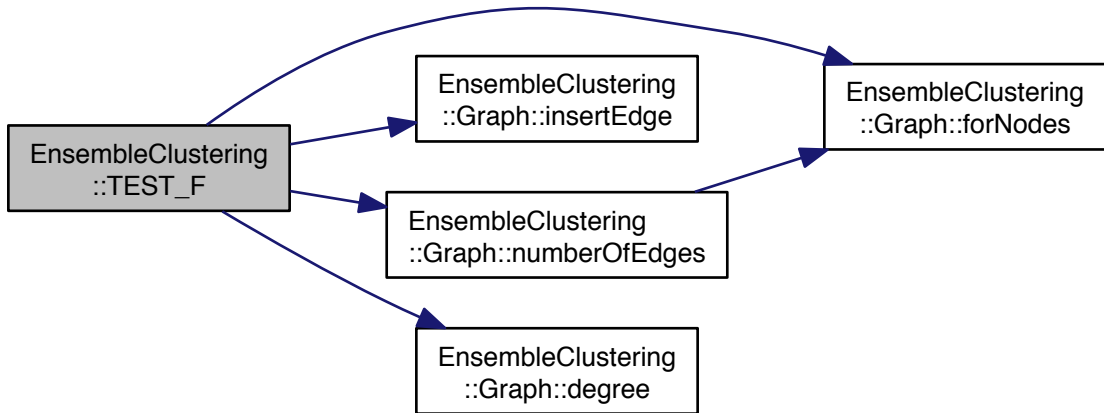 EnsembleClustering
::TEST_F
EnsembleClustering
::Graph::insertEdge
EnsembleClustering
::Graph::numberOfEdges
EnsembleClustering
::Graph::degree
EnsembleClustering
::Graph::forNodes